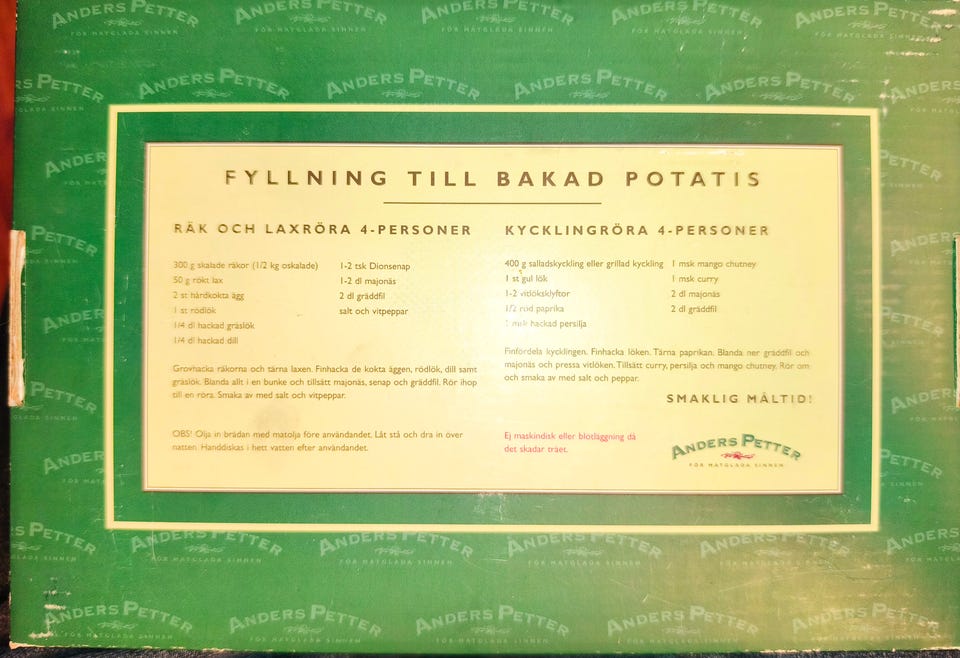 FYLLNING TILL BAKAD POTATIS
RÄK OCH LAXRÖRA 4-PERSONER
300 g skalade räkor (1/2 kg oskalade)
50 g rökt lax
2 st hårdkokta ägg
1 st rödlök
1/4 dl hackad gräslök
1/4 dl hackad dill
1-2 tsk Dionsenap
1-2 dl majonäs
2 dl gräddfil
salt och vitpeppar
Grovhacka räkorna och tärna laxen. Finhacka de kokta äggen, rödlök, dill samt
gräslök. Blanda allt i en bunke och tillsätt majonäs, senap och gräddfil. Rör ihop
till en röra. Smaka av med salt och vitpeppar.
OBS! Olja in brädan med matolja före användandet. Låt stå och dra in över
natten. Handdiskas i hett vatten efter användandet.
KYCKLINGRÖRA 4-PERSONER
400 g salladskyckling eller grillad kyckling
1 st gul lök
1-2 vitlöksklyftor
1/2 röd paprika
1 msk hackad persilja
1 msk mango chutney
1 msk curry
2 dl majonäs
2 dl gräddfil
Finfördela kycklingen. Finhacka löken. Tärna paprikan. Blanda ner gräddfil och
majonäs och pressa vitlöken. Tillsätt curry, persilja och mango chutney. Rör om
och smaka av med salt och peppar.
SMAKLIG MÅLTID!
Ej maskindisk eller blötläggning då
det skadar träet.
ANDERS PETTER
FÖR MATGLADA SINNEN